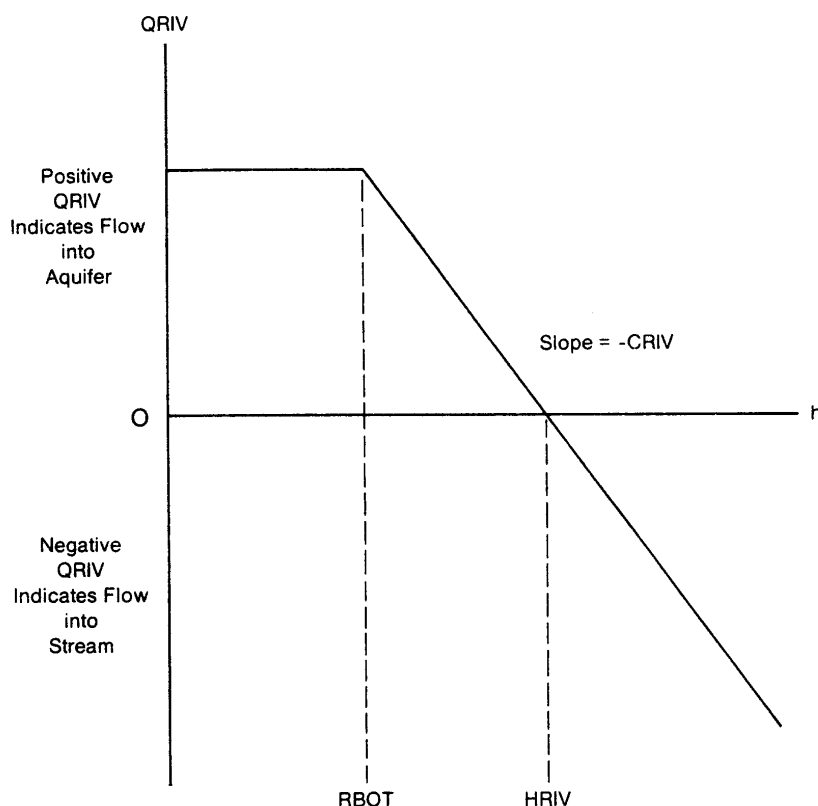 QRIV
Positive
QRIV
Indicates Flow
into
Aquifer
Slope = -CRIV
O
h
Negative
QRIV
Indicates Flow
into
Stream
RBOT
HRIV